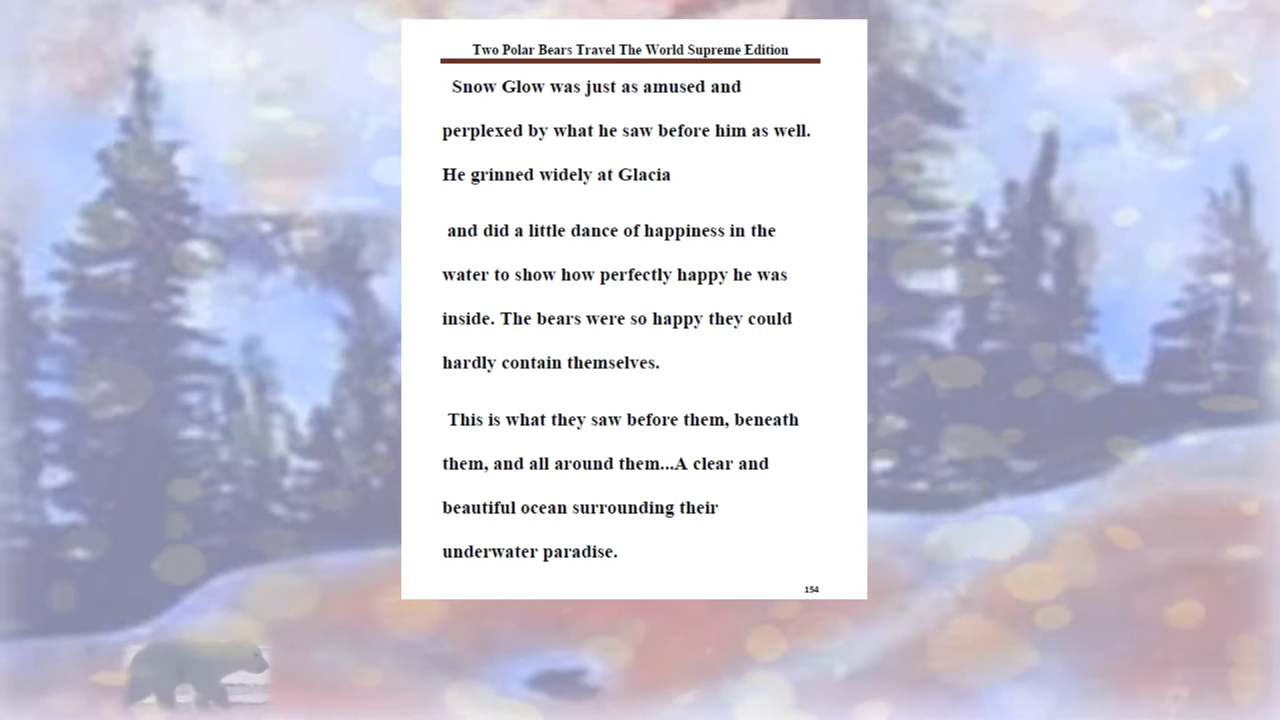 Two Polar Bears Travel The World Supreme Edition
Snow Glow was just as amused and
perplexed by what he saw before him as well.
He grinned widely at Glacia
and did a little dance of happiness in the
water to show how perfectly happy he was
inside. The bears were so happy they could
hardly contain themselves.
This is what they saw before them, beneath
them, and all around them...A clear and
beautiful ocean surrounding their
underwater paradise.
154